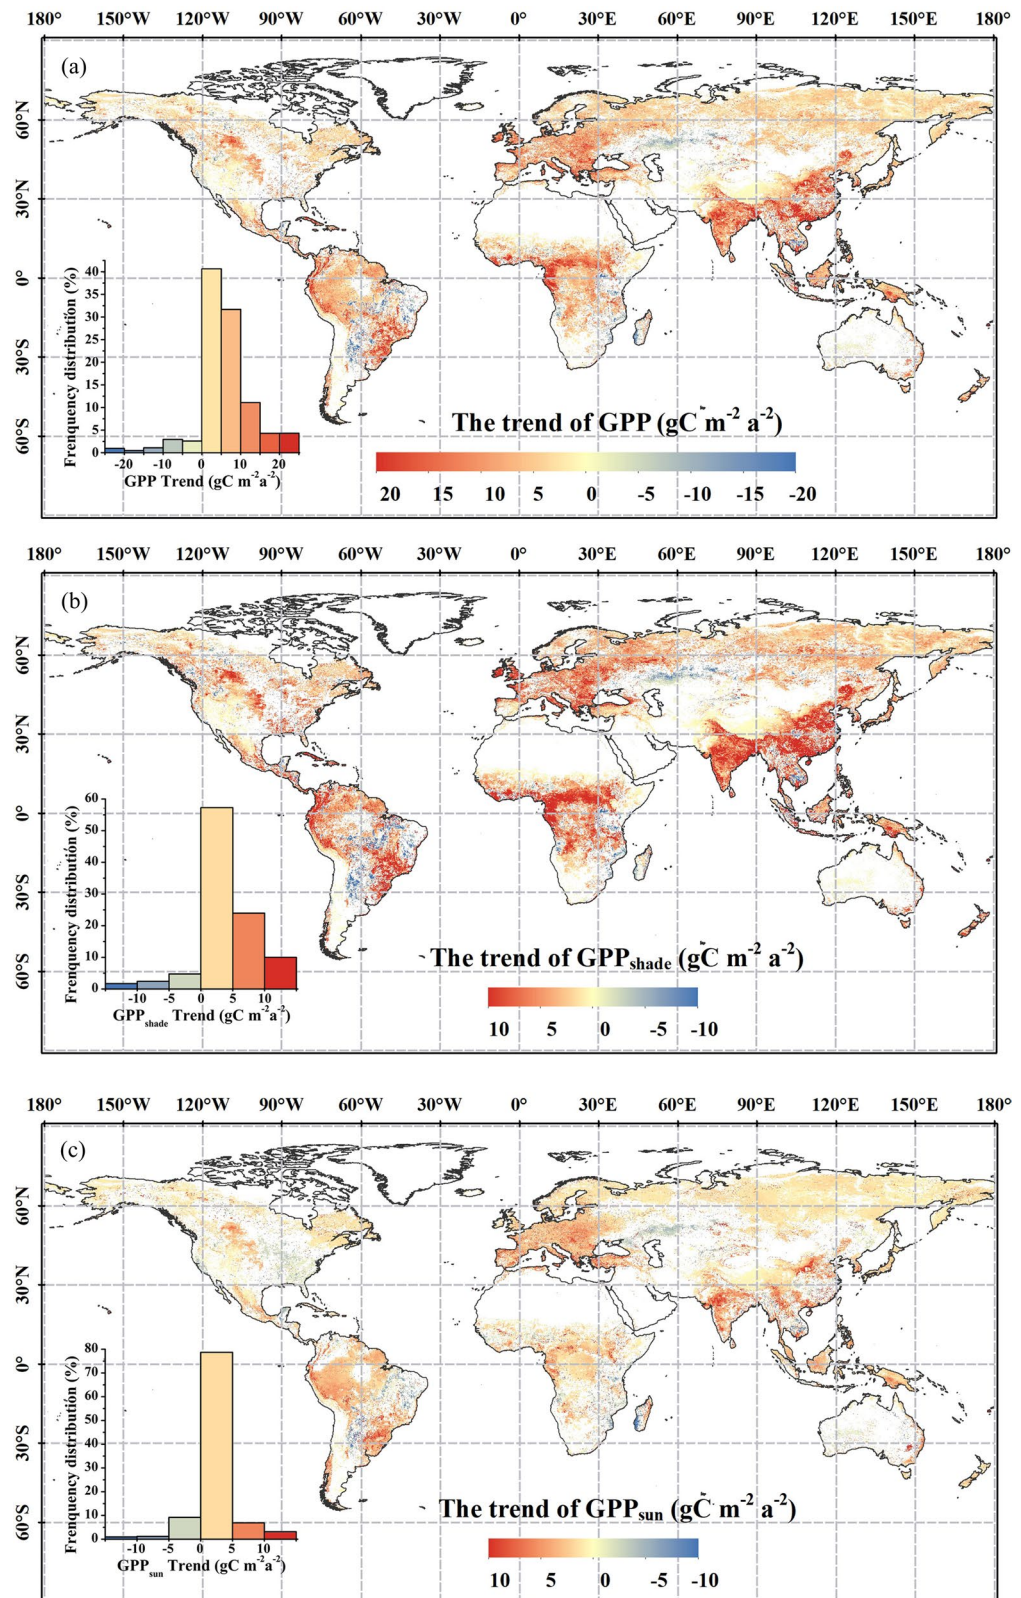 180° 150°W 120°W 90°W 60°W 30°W 0° 30°E 60°E 90°E 120°E 150°E 180°
(a)
60°N
30°N
0°
30°S
60°S
Frenquency distribution (%)
40
35
30
25
20
15
10
5
0
-20 -10 0 10 20
GPP Trend (gC m⁻²a⁻²)
The trend of GPP (gC m⁻² a⁻²)
20 15 10 5 0 -5 -10 -15 -20
180° 150°W 120°W 90°W 60°W 30°W 0° 30°E 60°E 90°E 120°E 150°E 180°
(b)
60°N
30°N
0°
30°S
60°S
Frenquency distribution (%)
60
50
40
30
20
10
0
-10 -5 0 5 10
GPPshade Trend (gC m⁻²a⁻²)
The trend of GPPshade (gC m⁻² a⁻²)
10 5 0 -5 -10
180° 150°W 120°W 90°W 60°W 30°W 0° 30°E 60°E 90°E 120°E 150°E 180°
(c)
60°N
30°N
0°
30°S
60°S
Frenquency distribution (%)
80
70
60
50
40
30
20
10
0
-10 -5 0 5 10
GPPsun Trend (gC m⁻²a⁻²)
The trend of GPPsun (gC m⁻² a⁻²)
10 5 0 -5 -10